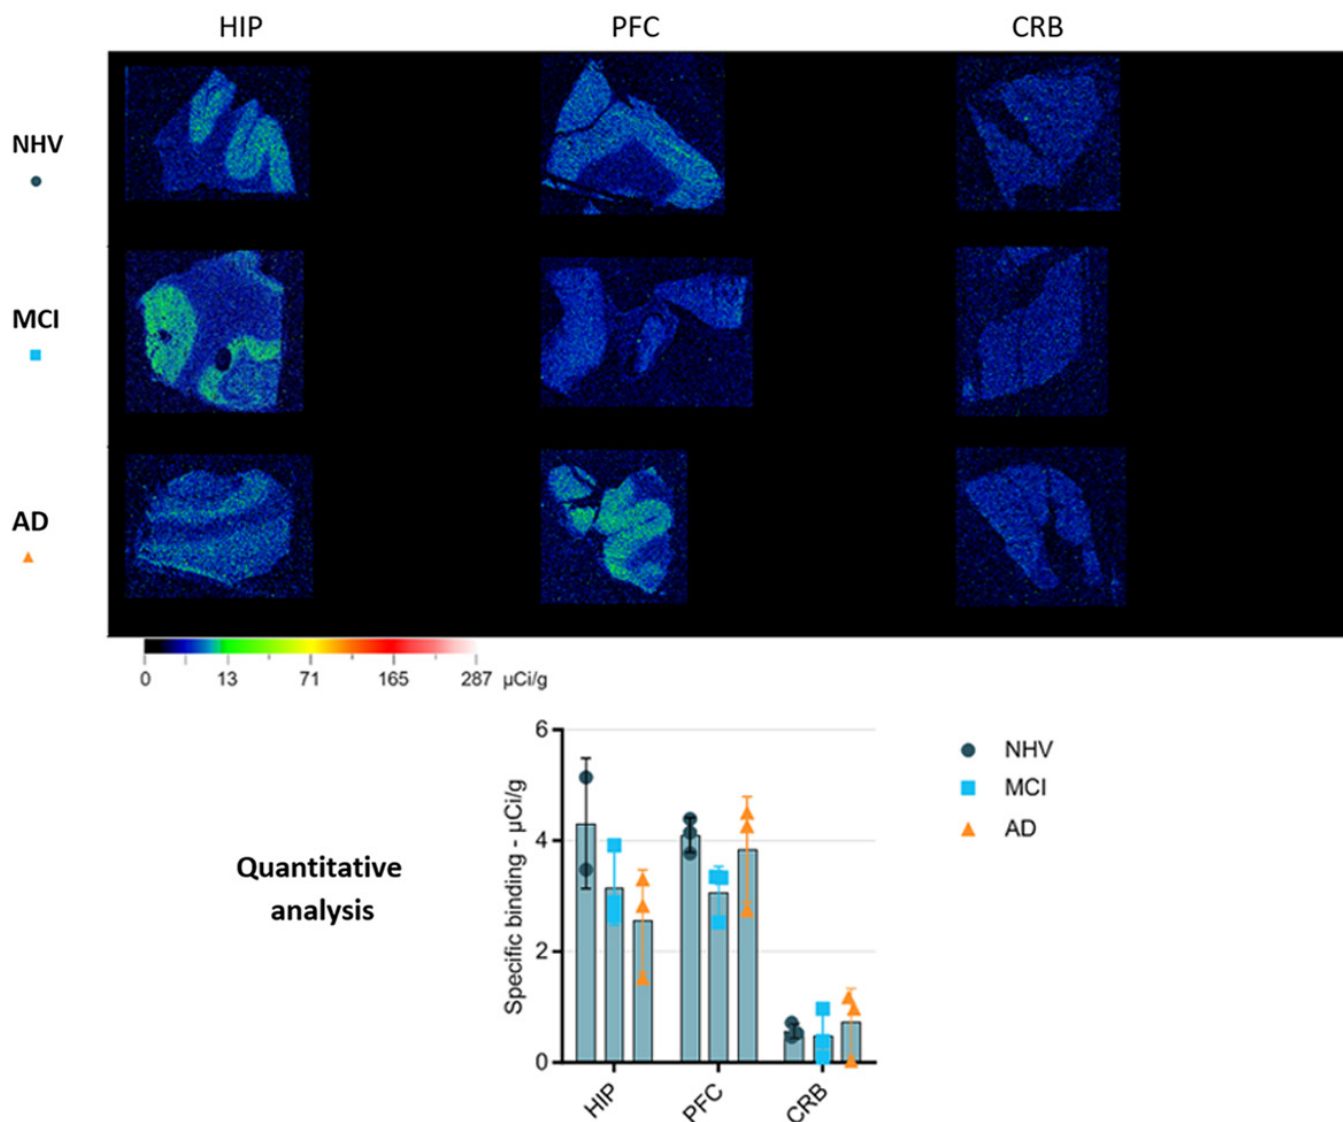 HIP PFC CRB
NHV
MCI
AD
0 13 71 165 287 µCi/g
Quantitative
analysis
Specific binding - µCi/g
6
4
2
0
HIP PFC CRB
NHV
MCI
AD